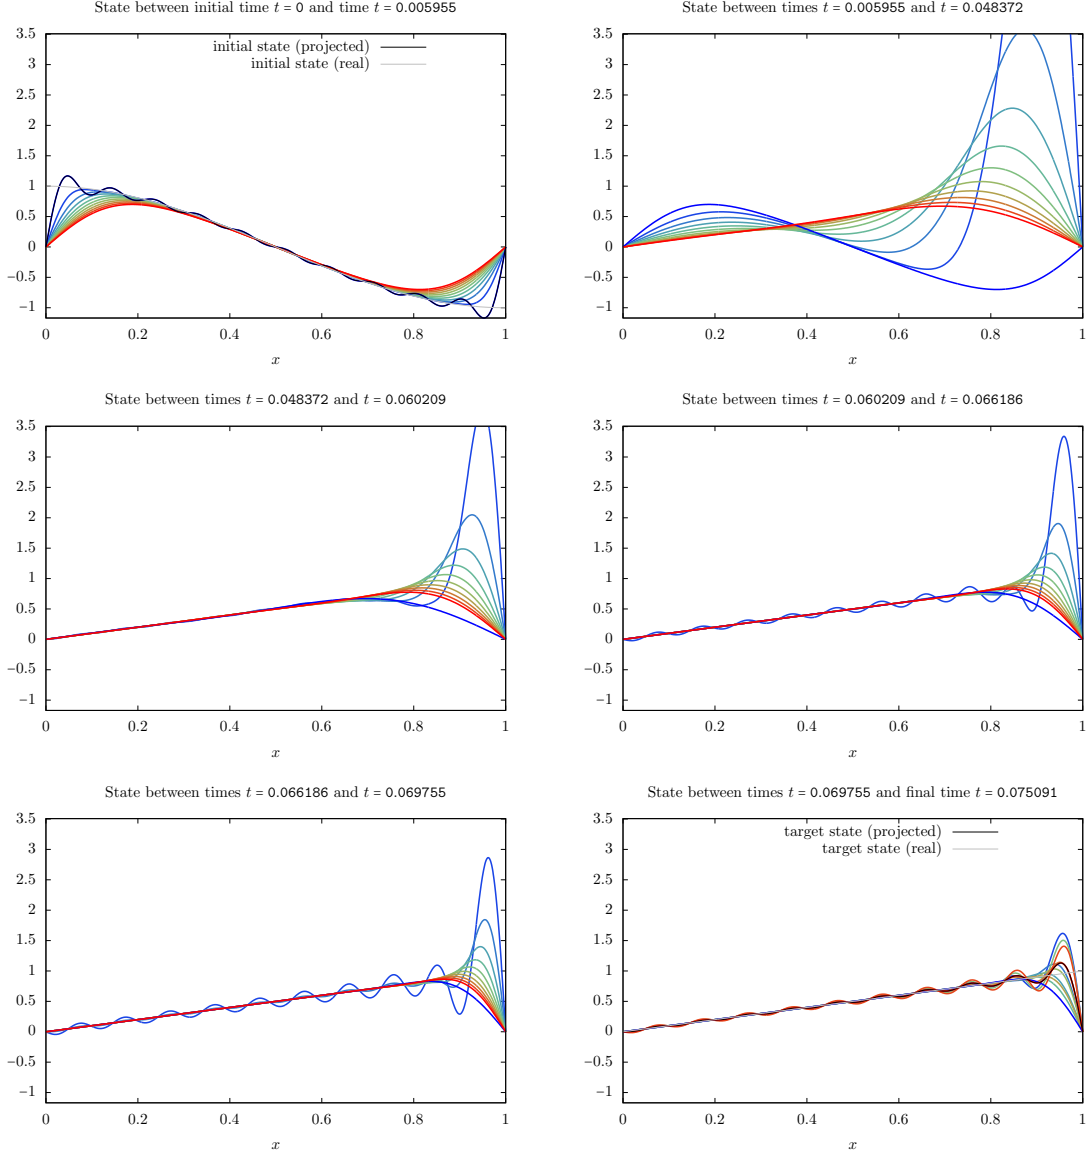 State between initial time t = 0 and time t = 0.005955
3.5
3
2.5
2
1.5
1
0.5
0
−0.5
−1
initial state (projected)
initial state (real)
0 0.2 0.4 0.6 0.8 1
x
State between times t = 0.005955 and t = 0.048372
3.5
3
2.5
2
1.5
1
0.5
0
−0.5
−1
0 0.2 0.4 0.6 0.8 1
x
State between times t = 0.048372 and t = 0.060209
3.5
3
2.5
2
1.5
1
0.5
0
−0.5
−1
0 0.2 0.4 0.6 0.8 1
x
State between times t = 0.060209 and t = 0.066186
3.5
3
2.5
2
1.5
1
0.5
0
−0.5
−1
0 0.2 0.4 0.6 0.8 1
x
State between times t = 0.066186 and t = 0.069755
3.5
3
2.5
2
1.5
1
0.5
0
−0.5
−1
0 0.2 0.4 0.6 0.8 1
x
State between times t = 0.069755 and final time t = 0.075091
3.5
3
2.5
2
1.5
1
0.5
0
−0.5
−1
target state (projected)
target state (real)
0 0.2 0.4 0.6 0.8 1
x